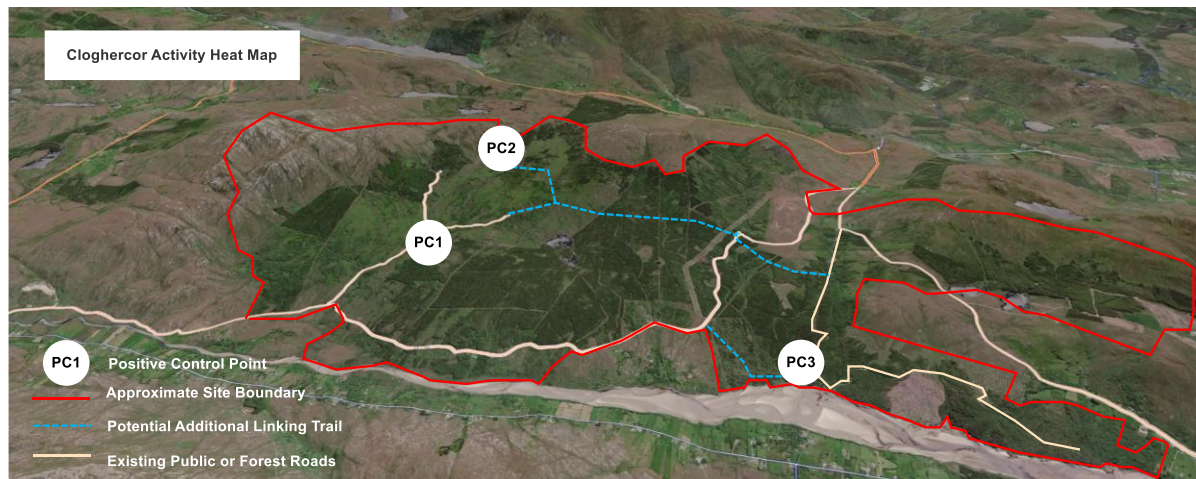 Cloghercor Activity Heat Map
PC2
PC1
PC3
PC1 Positive Control Point
Approximate Site Boundary
Potential Additional Linking Trail
Existing Public or Forest Roads